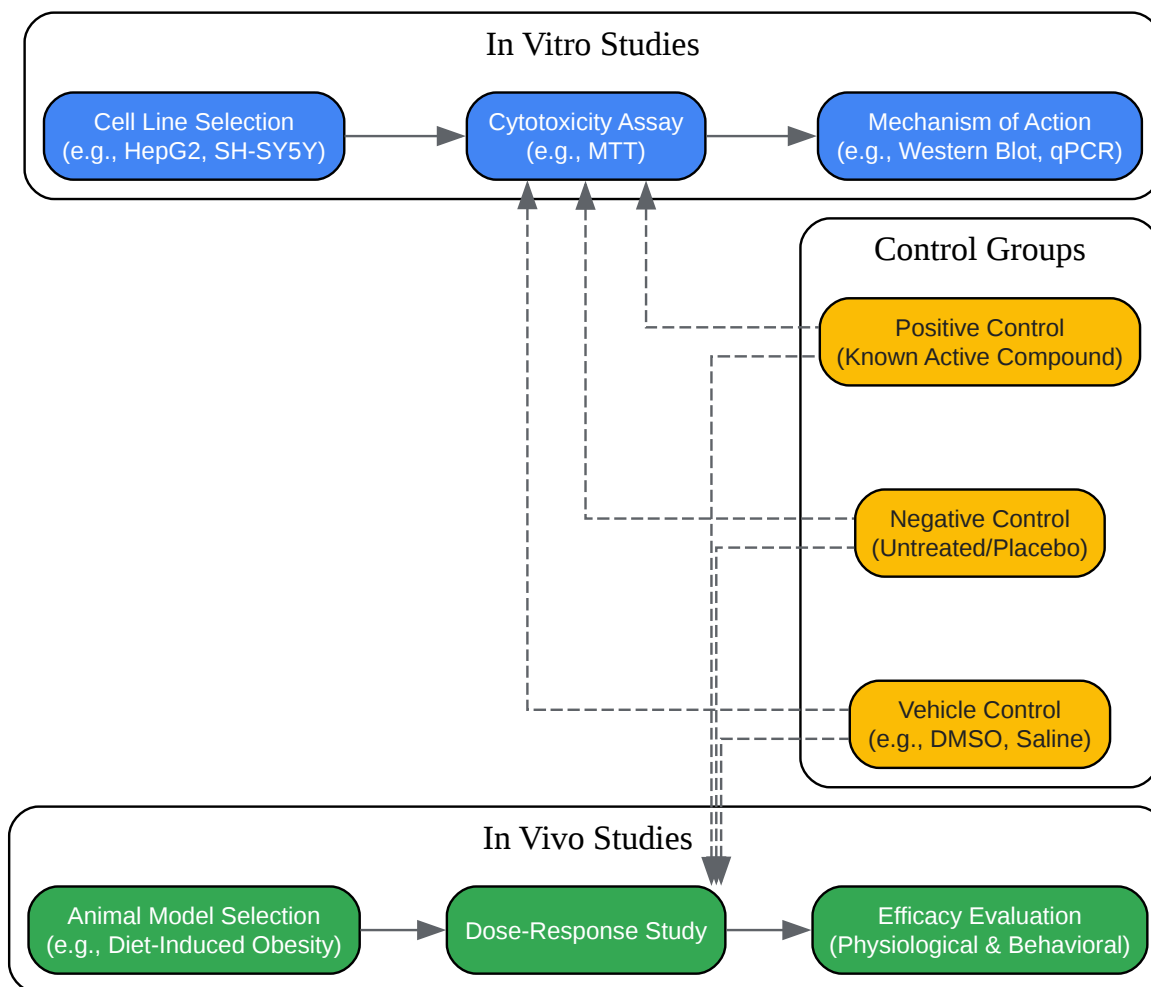 In Vitro Studies
Cell Line Selection
(e.g., HepG2, SH-SY5Y)
Cytotoxicity Assay
(e.g., MTT)
Mechanism of Action
(e.g., Western Blot, qPCR)
Control Groups
Positive Control
(Known Active Compound)
Negative Control
(Untreated/Placebo)
Vehicle Control
(e.g., DMSO, Saline)
In Vivo Studies
Animal Model Selection
(e.g., Diet-Induced Obesity)
Dose-Response Study
Efficacy Evaluation
(Physiological & Behavioral)